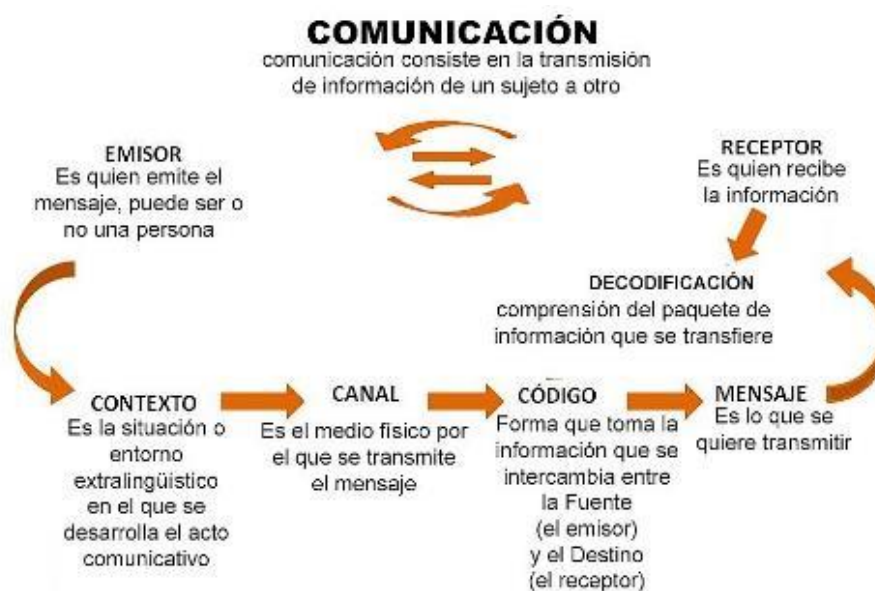 COMUNICACIÓN
comunicación consiste en la transmisión
de información de un sujeto a otro
EMISOR
Es quien emite el
mensaje, puede ser o
no una persona
RECEPTOR
Es quien recibe
la información
DECODIFICACIÓN
comprensión del paquete de
información que se transfiere
CONTEXTO
Es la situación o
entorno
extralingüístico
en el que se
desarrolla el acto
comunicativo
CANAL
Es el medio físico por
el que se transmite
el mensaje
CÓDIGO
Forma que toma la
información que se
intercambia entre
la Fuente
(el emisor)
y el Destino
(el receptor)
MENSAJE
Es lo que se
quiere transmitir